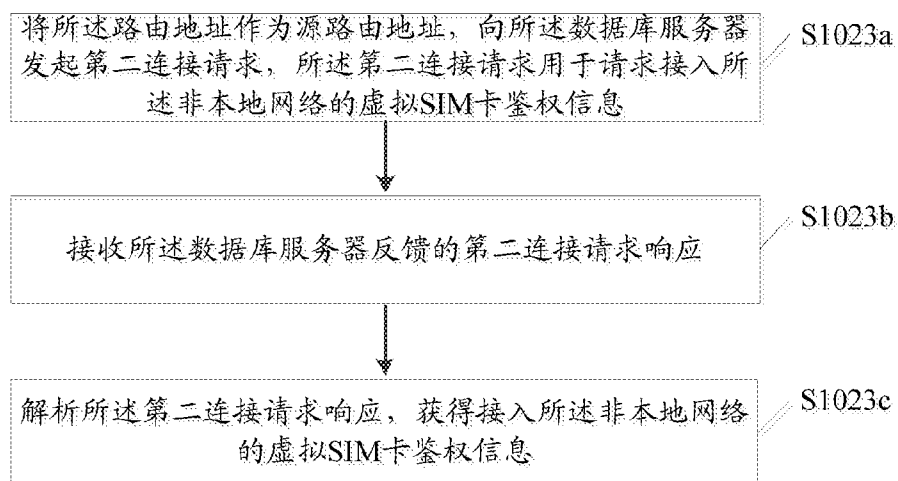 将所述路由地址作为源路由地址，向所述数据库服务器
发起第二连接请求，所述第二连接请求用于请求接入所
述非本地网络的虚拟SIM卡鉴权信息
S1023a
接收所述数据库服务器反馈的第二连接请求响应
S1023b
解析所述第二连接请求响应，获得接入所述非本地网络
的虚拟SIM卡鉴权信息
S1023c